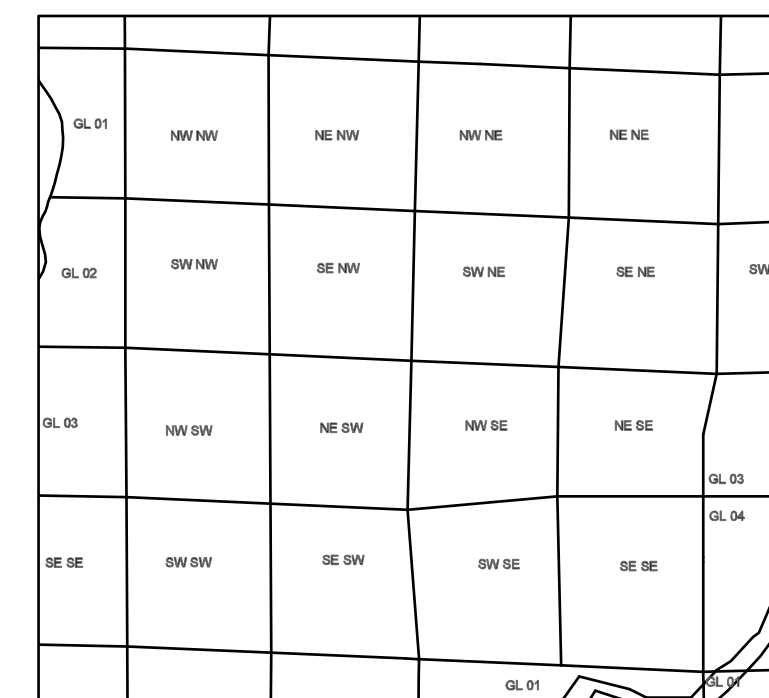 GL 01
NW NW
NE NW
NW NE
NE NE
GL 02
SW NW
SE NW
SW NE
SE NE
SW
GL 03
NW SW
NE SW
NW SE
NE SE
GL 03
GL 04
SE SE
SW SW
SE SW
SW SE
SE SE
GL 01
GL 01